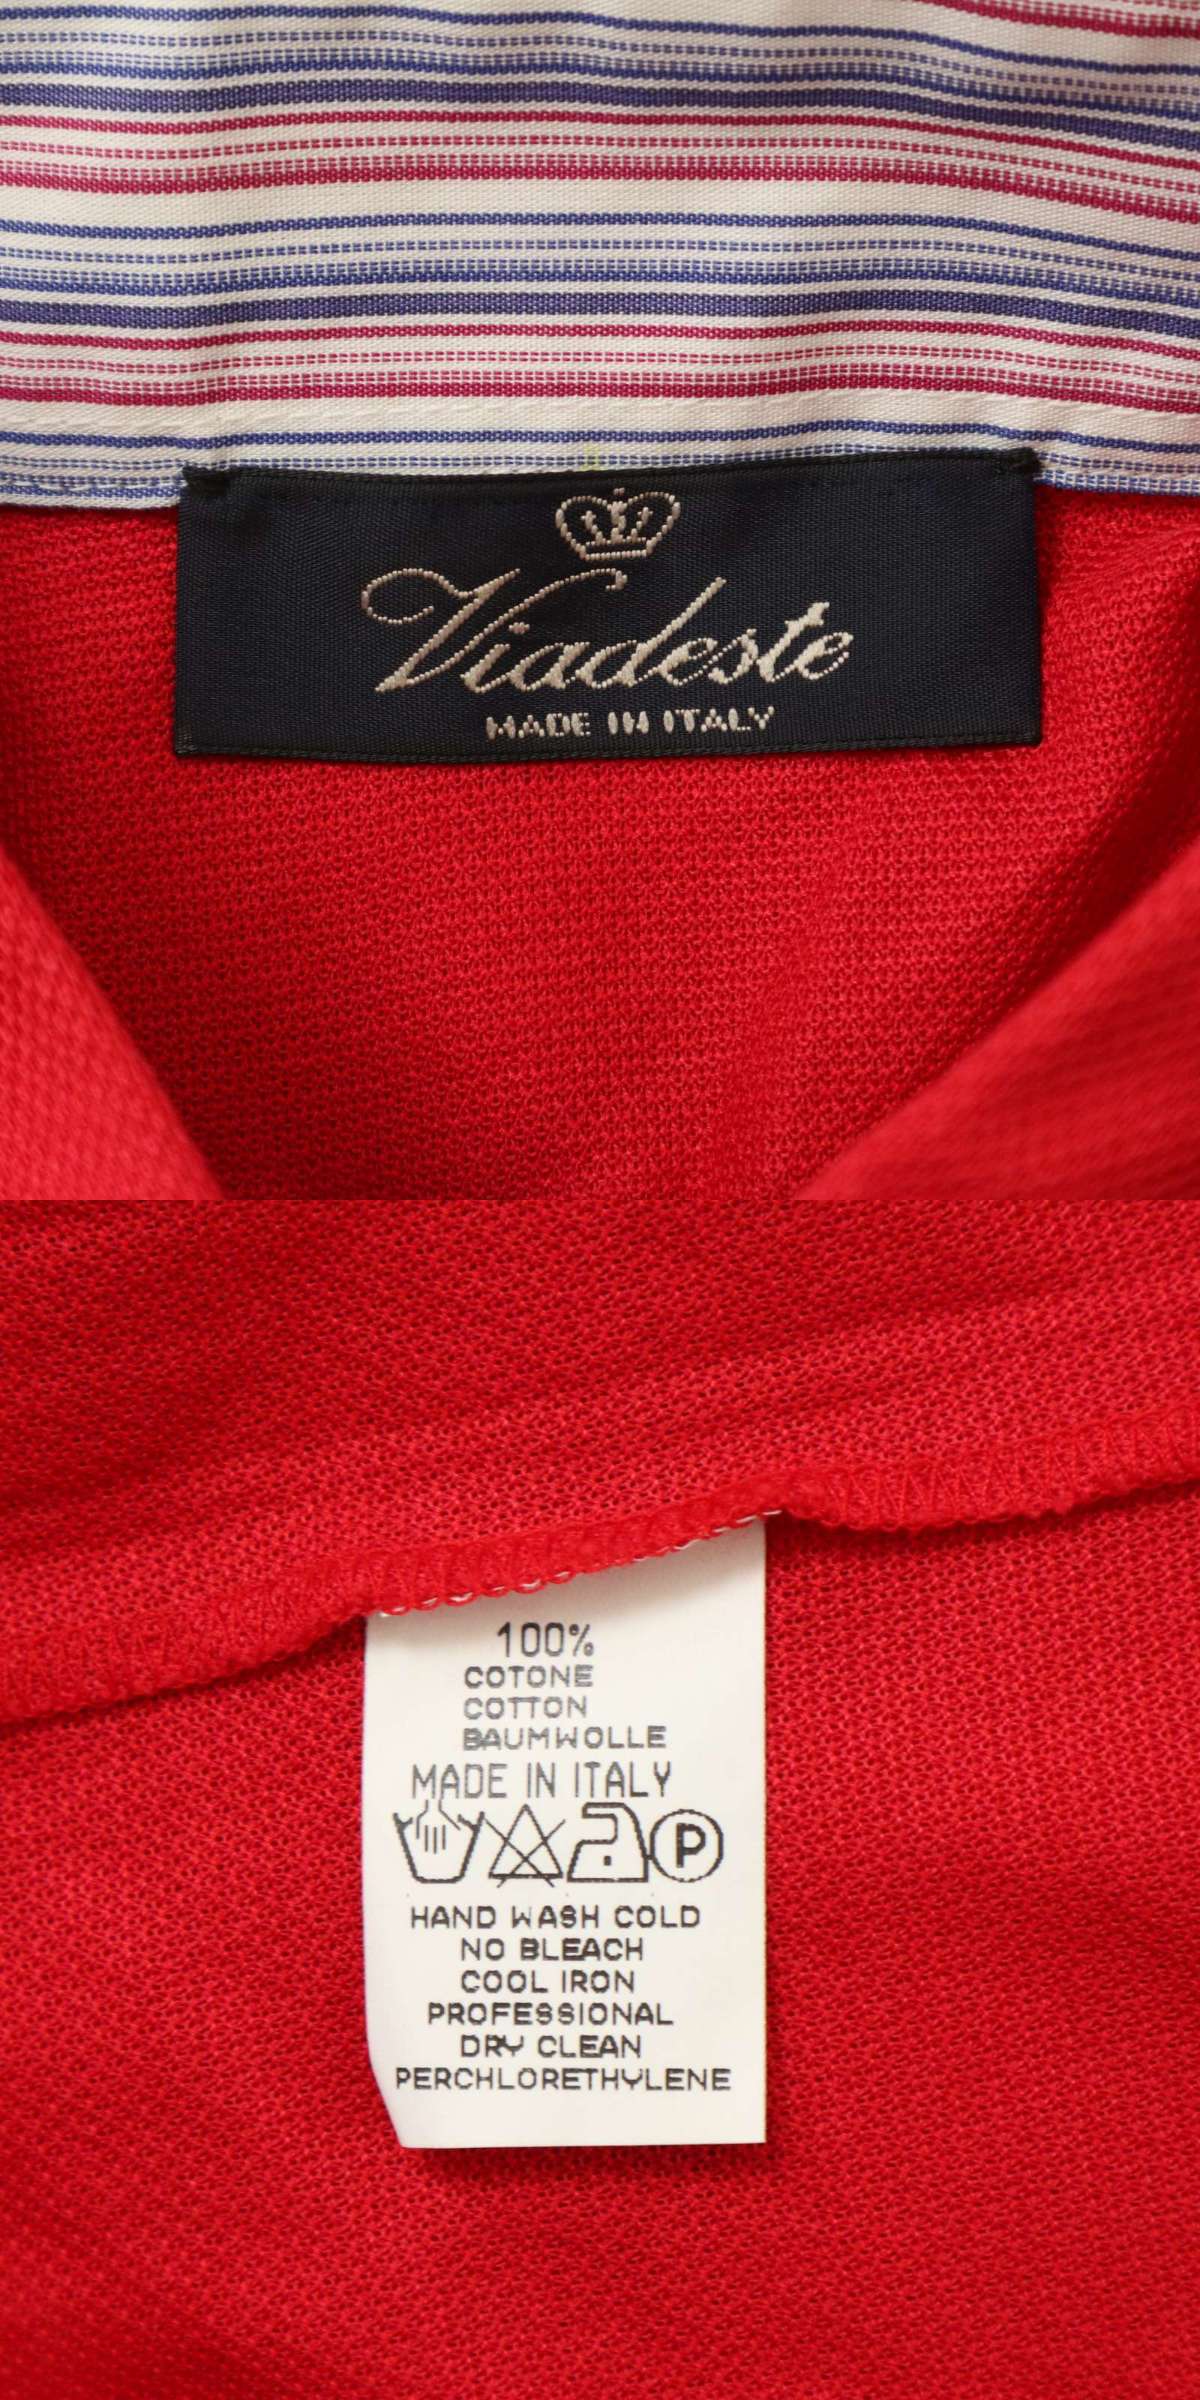 Viadeste
MADE IN ITALY
100%
COTONE
COTTON
BAUMWOLLE
MADE IN ITALY
P
HAND WASH COLD
NO BLEACH
COOL IRON
PROFESSIONAL
DRY CLEAN
PERCHLORETHYLENE